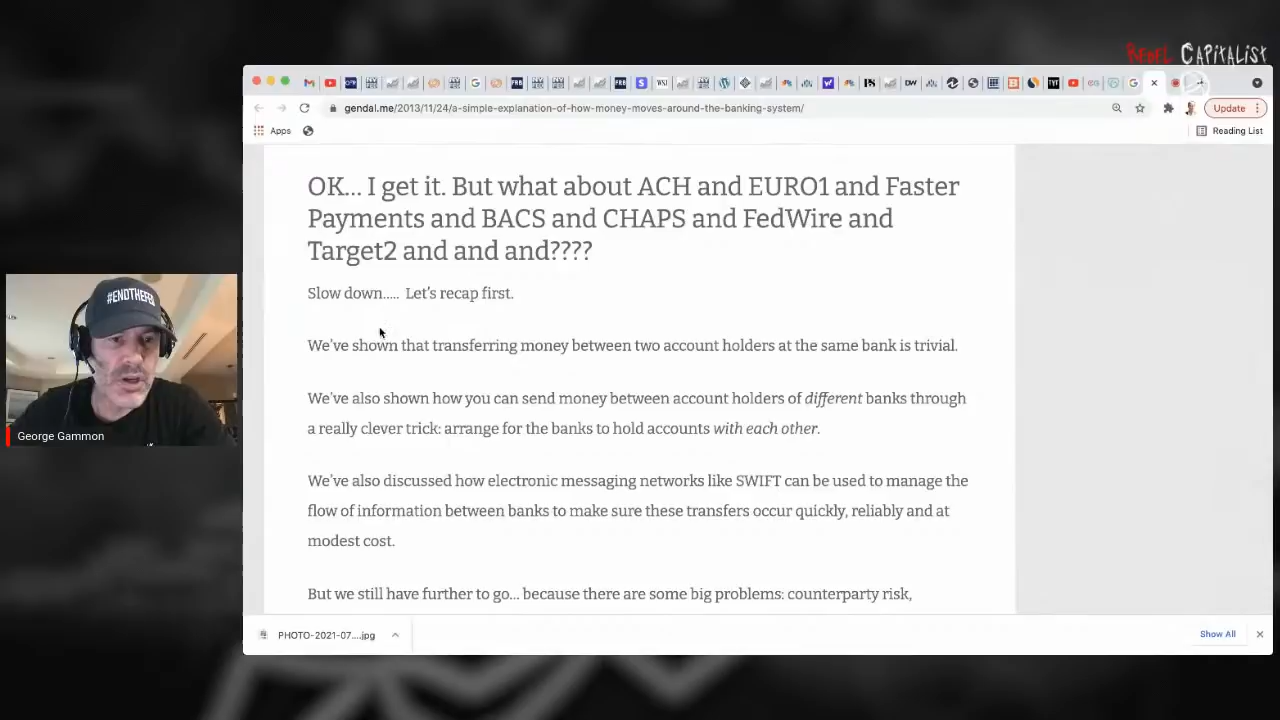 REBEL CAPITALIST
gendal.me/2013/11/24/a-simple-explanation-of-how-money-moves-around-the-banking-system/
Update
Apps
Reading List
OK… I get it. But what about ACH and EURO1 and Faster
Payments and BACS and CHAPS and FedWire and
Target2 and and and????
Slow down….. Let's recap first.
We've shown that transferring money between two account holders at the same bank is trivial.
We've also shown how you can send money between account holders of different banks through
a really clever trick: arrange for the banks to hold accounts with each other.
We've also discussed how electronic messaging networks like SWIFT can be used to manage the
flow of information between banks to make sure these transfers occur quickly, reliably and at
modest cost.
But we still have further to go… because there are some big problems: counterparty risk,
#ENDTHEFED
George Gammon
PHOTO-2021-07....jpg
Show All